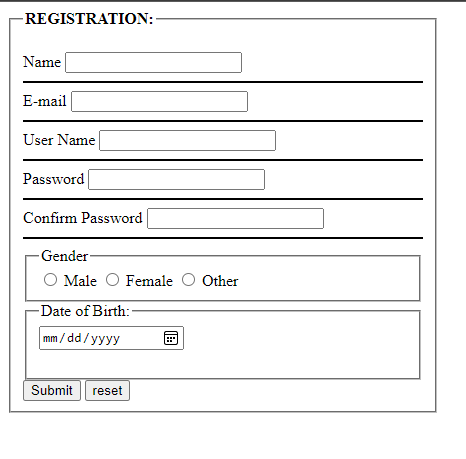 REGISTRATION:
Name
E-mail
User Name
Password
Confirm Password
Gender
Male Female Other
Date of Birth:
mm/dd/yyyy
Submit reset